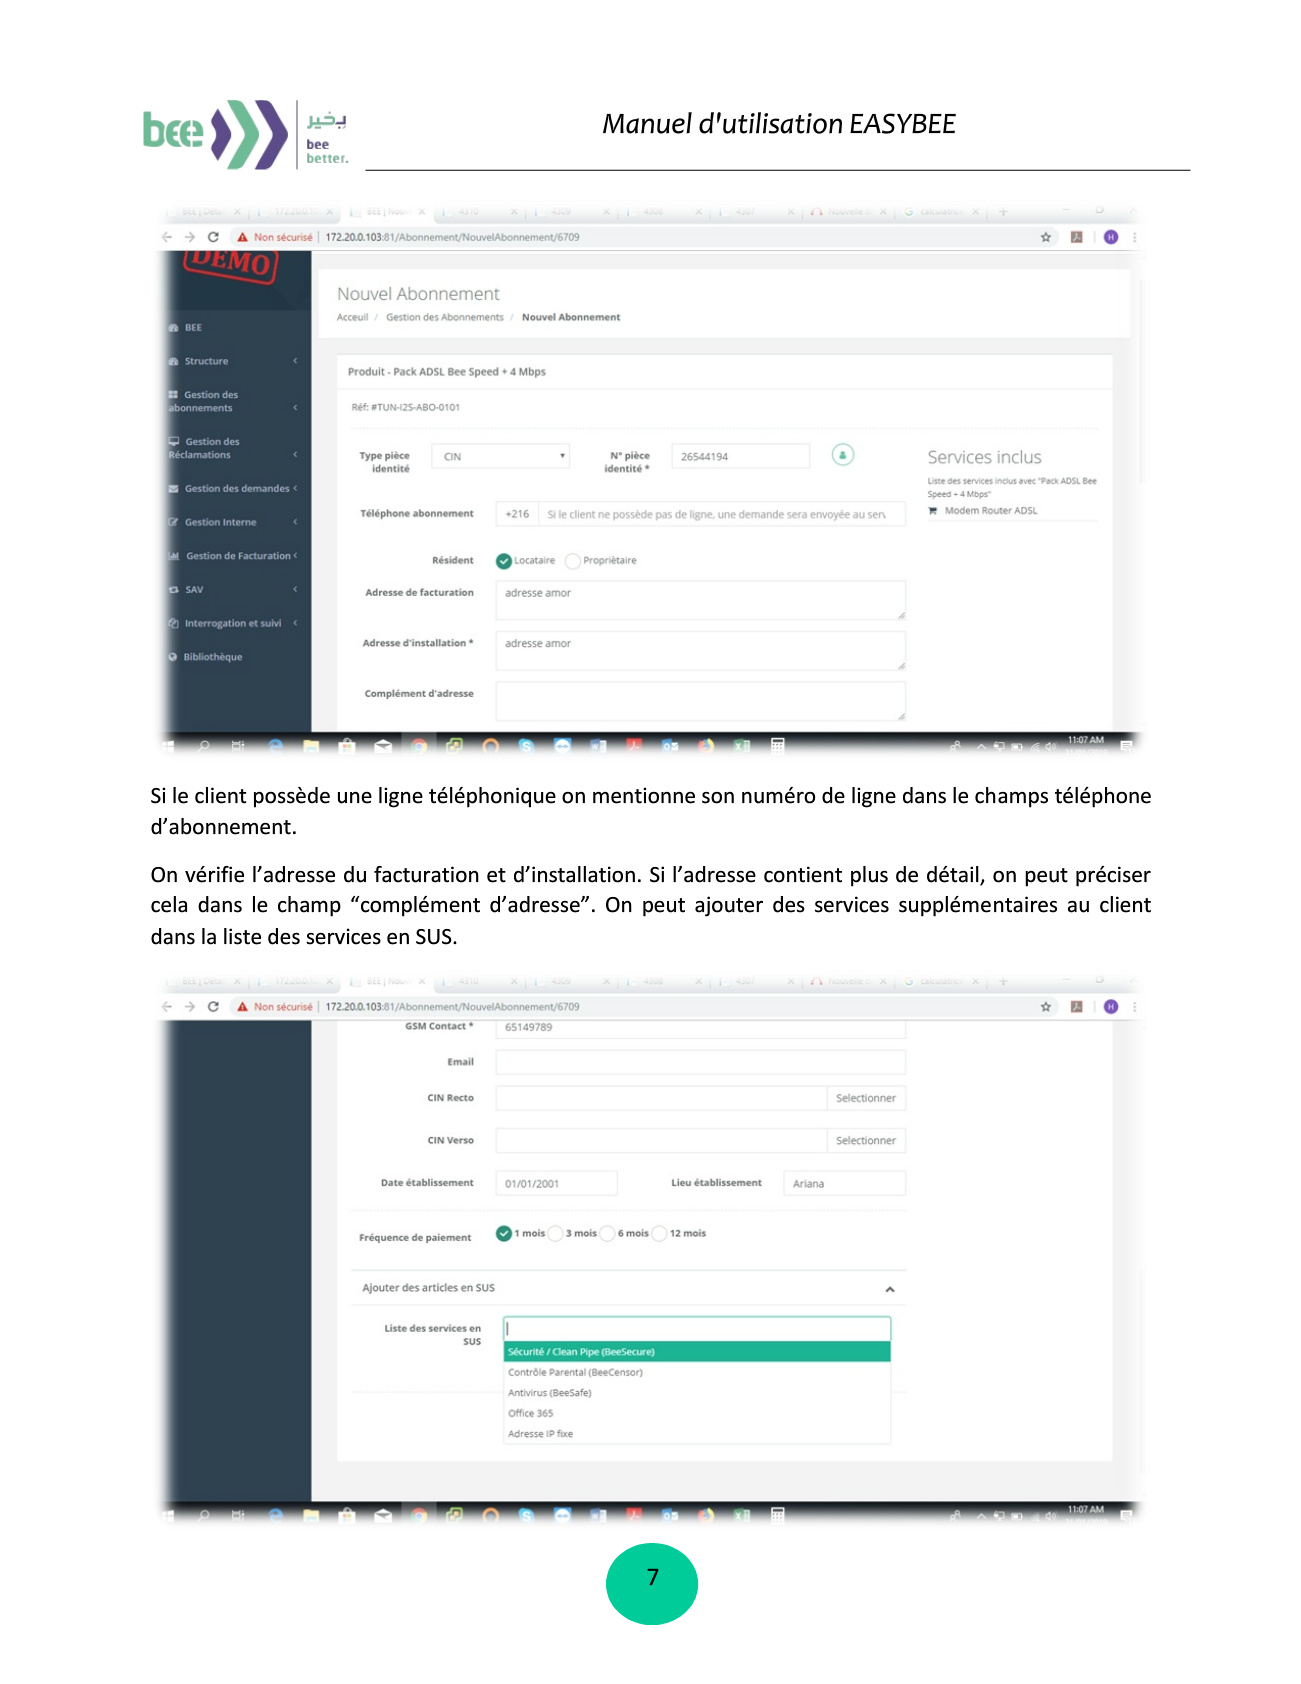 bee
بخير
bee
better.
Manuel d'utilisation EASYBEE
Non sécurisé | 172.20.0.103:81/Abonnement/NouvelAbonnement/6709
H
DEMO
Nouvel Abonnement
Acceuil / Gestion des Abonnements / Nouvel Abonnement
BEE
Structure
Gestion des
abonnements
Gestion des
Réclamations
Gestion des demandes
Gestion Interne
Gestion de Facturation
SAV
Interrogation et suivi
Bibliothèque
Produit - Pack ADSL Bee Speed + 4 Mbps
Réf: #TUN-I2S-ABO-0101
Type pièce
identité
CIN
N° pièce
identité *
26544194
Services inclus
Liste des services inclus avec "Pack ADSL Bee
Speed + 4 Mbps"
Modem Router ADSL
Téléphone abonnement +216 Si le client ne possède pas de ligne, une demande sera envoyée au serv
Résident Locataire Propriètaire
Adresse de facturation adresse amor
Adresse d'installation * adresse amor
Complément d'adresse
11:07 AM
Si le client possède une ligne téléphonique on mentionne son numéro de ligne dans le champs téléphone
d’abonnement.
On vérifie l’adresse du facturation et d’installation. Si l’adresse contient plus de détail, on peut préciser
cela dans le champ “complément d’adresse”. On peut ajouter des services supplémentaires au client
dans la liste des services en SUS.
Non sécurisé | 172.20.0.103:81/Abonnement/NouvelAbonnement/6709
H
GSM Contact * 65149789
Email
CIN Recto Selectionner
CIN Verso Selectionner
Date établissement 01/01/2001 Lieu établissement Ariana
Fréquence de paiement 1 mois 3 mois 6 mois 12 mois
Ajouter des articles en SUS
Liste des services en
SUS
Sécurité / Clean Pipe (BeeSecure)
Contrôle Parental (BeeCensor)
Antivirus (BeeSafe)
Office 365
Adresse IP fixe
11:07 AM
7